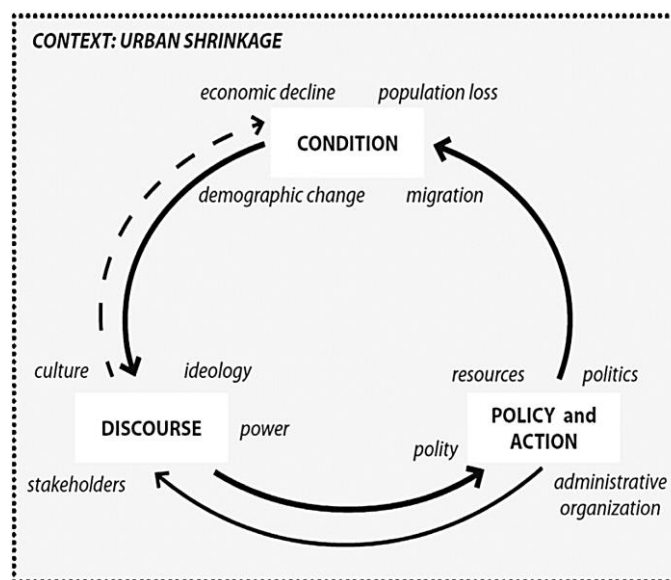 CONTEXT: URBAN SHRINKAGE
economic decline population loss
CONDITION
demographic change migration
culture ideology
resources politics
DISCOURSE power
POLICY and
ACTION
polity
stakeholders
administrative
organization